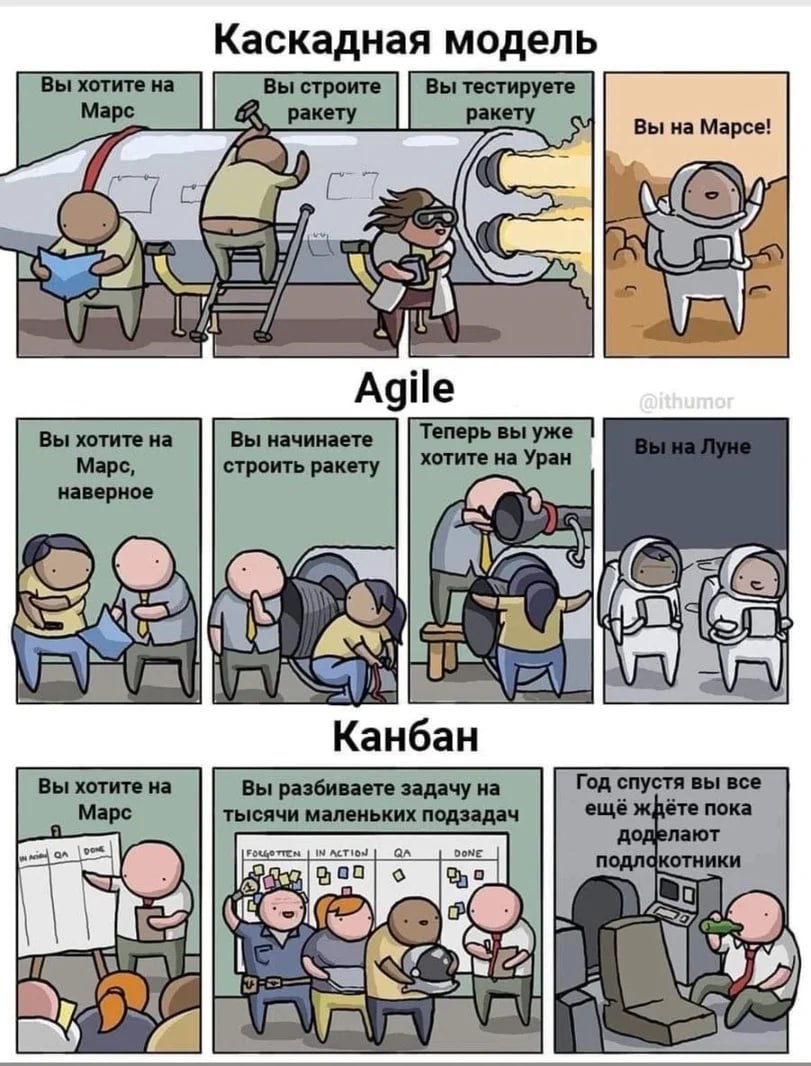 Каскадная модель
Вы хотите на
Марс
Вы строите
ракету
Вы тестируете
ракету
Вы на Марсе!
Agile
@ithumor
Вы хотите на
Марс,
наверное
Вы начинаете
строить ракету
Теперь вы уже
хотите на Уран
Вы на Луне
Канбан
Вы хотите на
Марс
IN ACTION QA DONE
Вы разбиваете задачу на
тысячи маленьких подзадач
FORGOTTEN IN ACTION QA DONE
Год спустя вы все
ещё ждёте пока
доделают
подлокотники